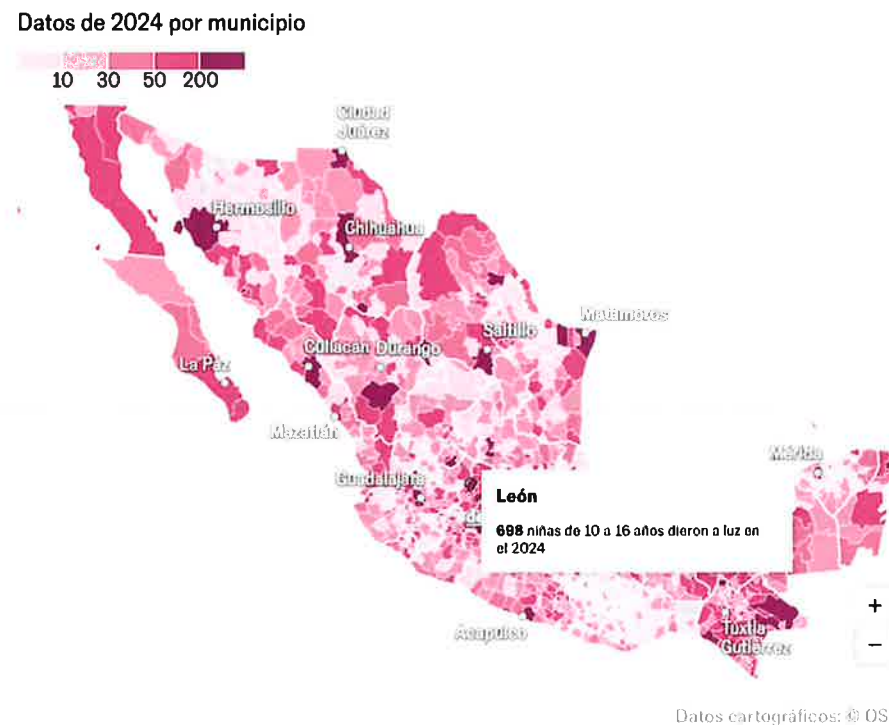 Datos de 2024 por municipio
10 30 50 200
Ciudad
Juárez
Hermosillo
Chihuahua
Matamoros
Saltillo
Culiacán Durango
La Paz
Mazatlán
Mérida
Guadalajara
León
698 niñas de 10 a 16 años dieron a luz en
el 2024
Acapulco
Tuxtla
Gutiérrez
+
−
Datos cartográficos: © OS